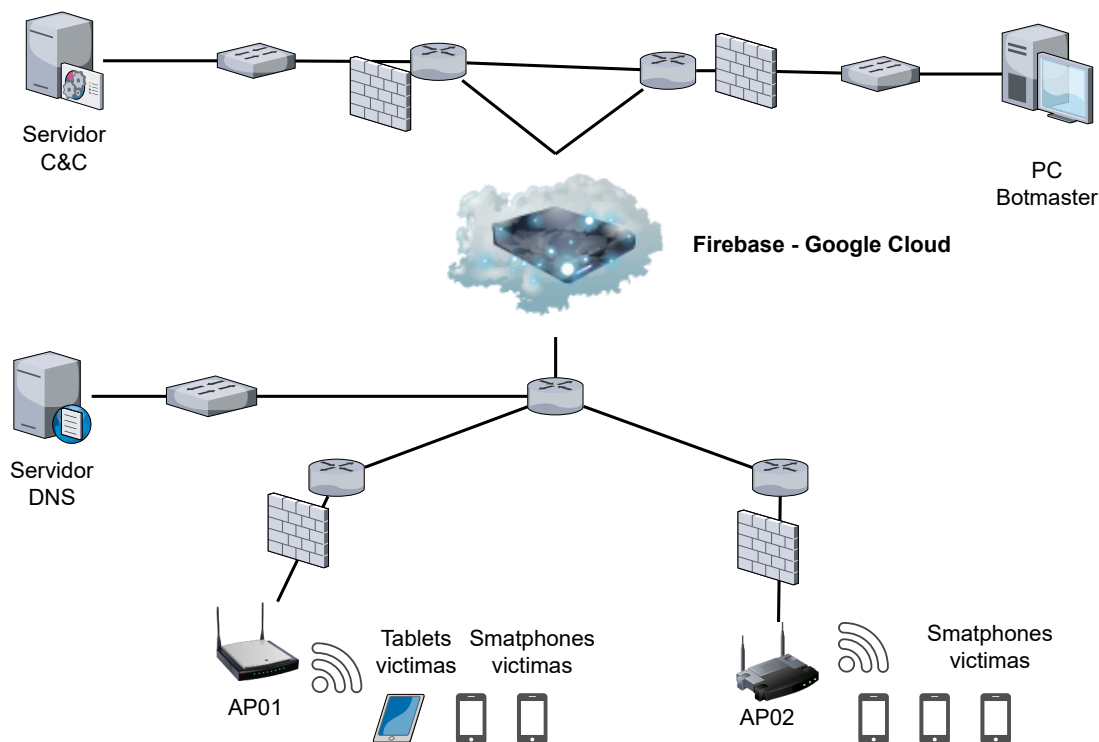 Servidor
C&C
PC
Botmaster
Firebase - Google Cloud
Servidor
DNS
Tablets
victimas
Smatphones
victimas
Smatphones
victimas
AP01
AP02